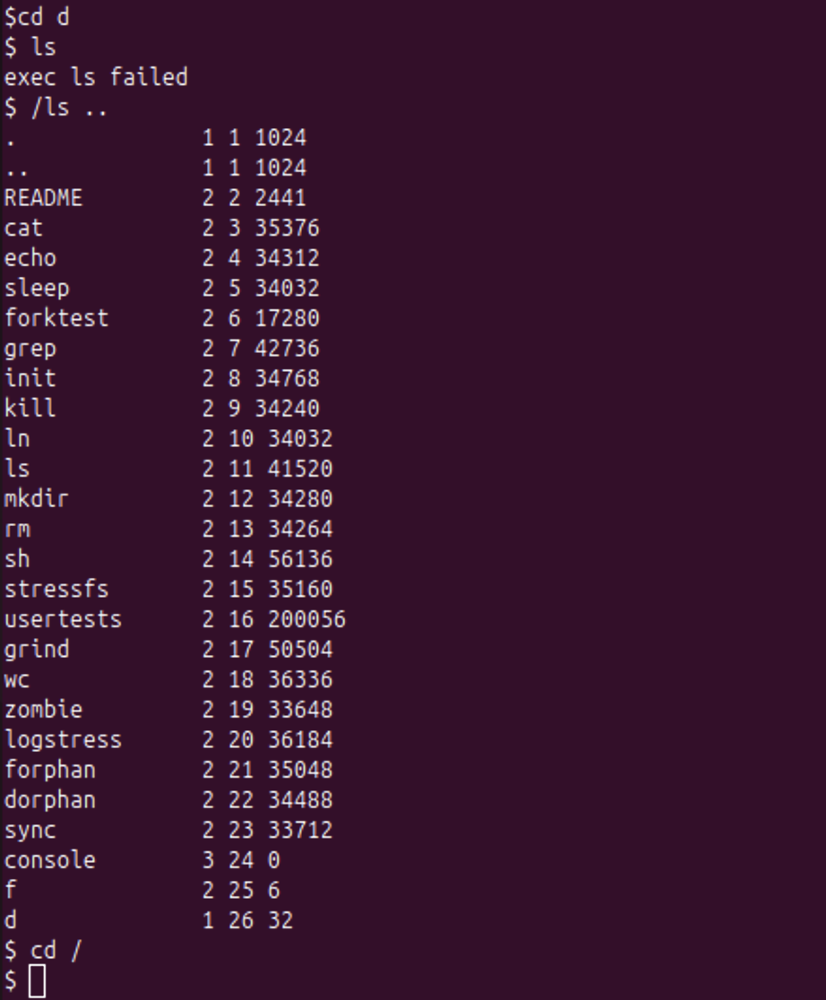 $cd d
$ ls
exec ls failed
$ /ls ..
. 1 1 1024
.. 1 1 1024
README 2 2 2441
cat 2 3 35376
echo 2 4 34312
sleep 2 5 34032
forktest 2 6 17280
grep 2 7 42736
init 2 8 34768
kill 2 9 34240
ln 2 10 34032
ls 2 11 41520
mkdir 2 12 34280
rm 2 13 34264
sh 2 14 56136
stressfs 2 15 35160
usertests 2 16 200056
grind 2 17 50504
wc 2 18 36336
zombie 2 19 33648
logstress 2 20 36184
forphan 2 21 35048
dorphan 2 22 34488
sync 2 23 33712
console 3 24 0
f 2 25 6
d 1 26 32
$ cd /
$